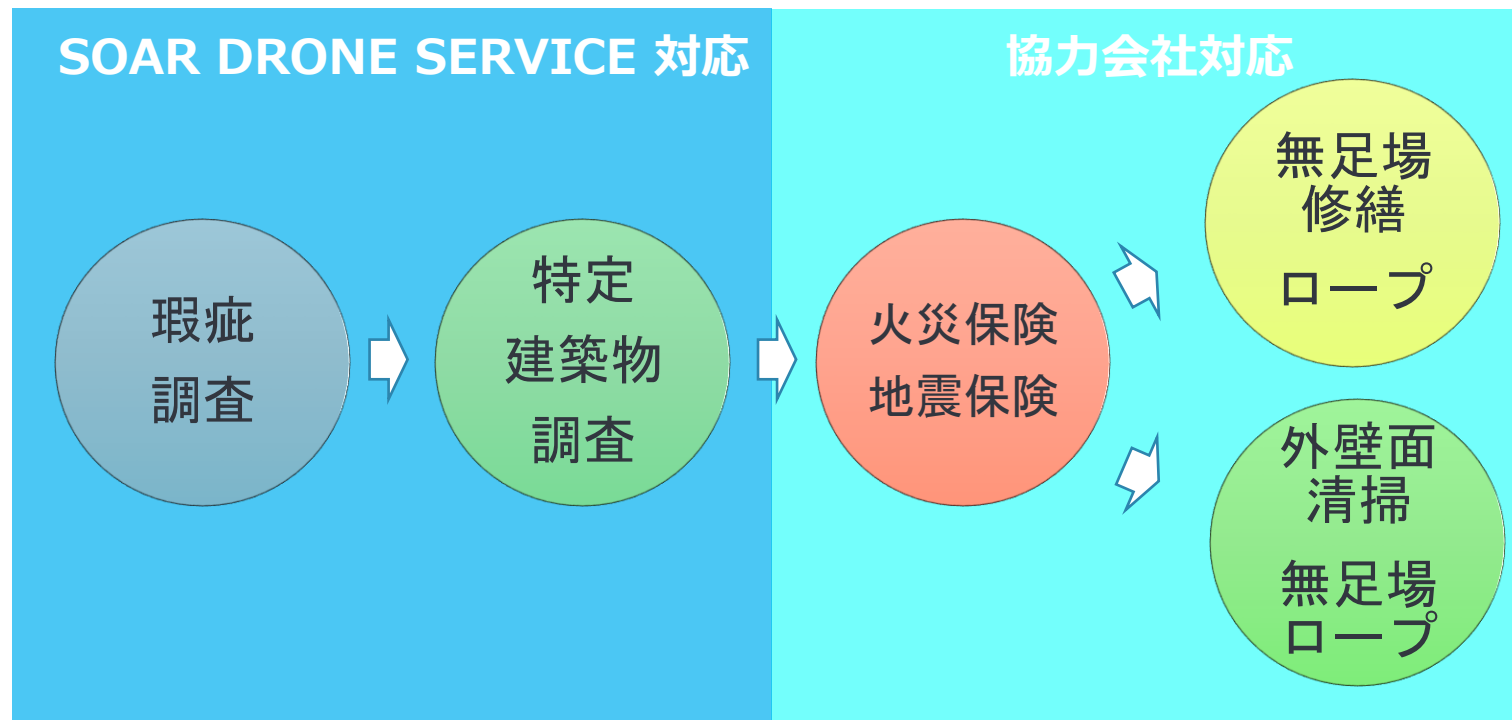 SOAR DRONE SERVICE 対応
協力会社対応
瑕疵
調査
特定
建築物
調査
火災保険
地震保険
無足場
修繕
ロープ
外壁面
清掃
無足場
ロープ